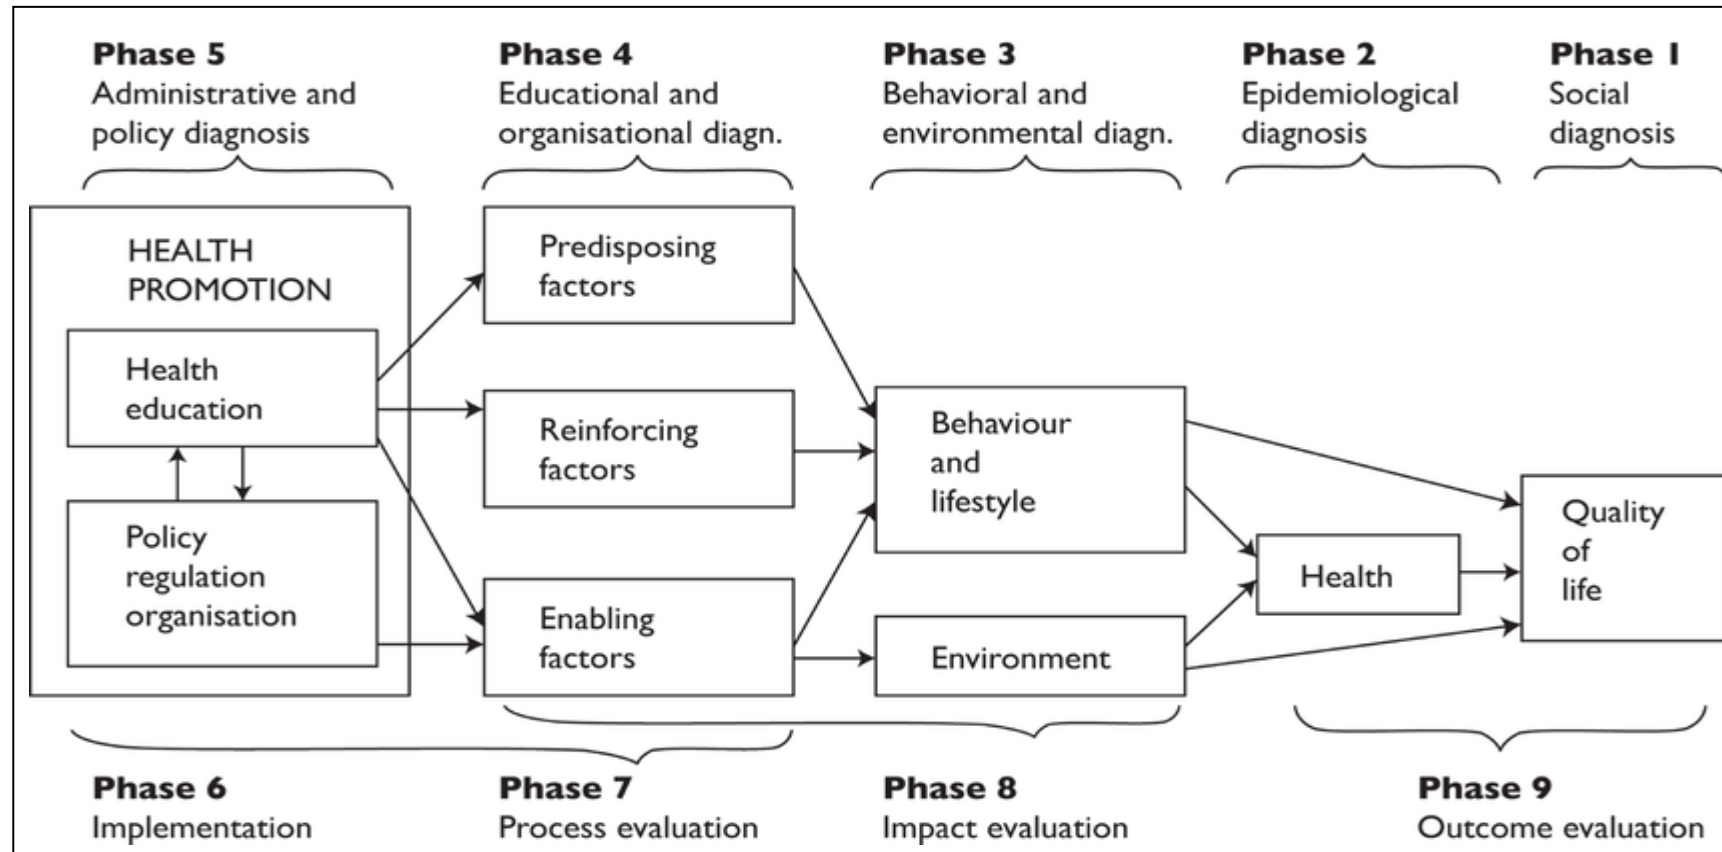 Phase 5
Administrative and
policy diagnosis
Phase 4
Educational and
organisational diagn.
Phase 3
Behavioral and
environmental diagn.
Phase 2
Epidemiological
diagnosis
Phase 1
Social
diagnosis
HEALTH
PROMOTION
Health
education
Policy
regulation
organisation
Predisposing
factors
Reinforcing
factors
Enabling
factors
Behaviour
and
lifestyle
Environment
Health
Quality
of
life
Phase 6
Implementation
Phase 7
Process evaluation
Phase 8
Impact evaluation
Phase 9
Outcome evaluation